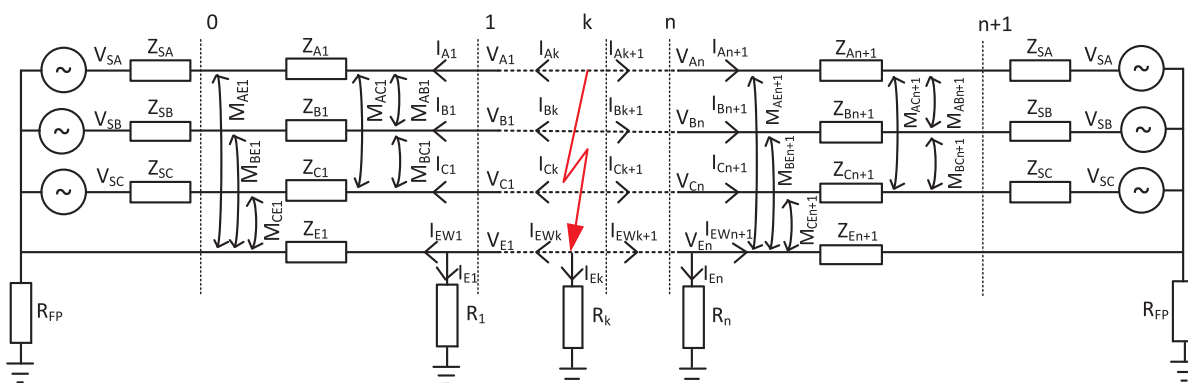 0 1 k n n+1
V_SA Z_SA Z_A1 I_A1 V_A1 I_Ak I_Ak+1 V_An I_An+1 Z_An+1 Z_SA V_SA
~ M_AE1 M_AC1 M_AB1 M_AEn+1 M_ACn+1 M_ABn+1 ~
V_SB Z_SB Z_B1 I_B1 V_B1 I_Bk I_Bk+1 V_Bn I_Bn+1 Z_Bn+1 Z_SB V_SB
~ M_BE1 M_BC1 M_BEn+1 M_BCn+1 ~
V_SC Z_SC Z_C1 I_C1 V_C1 I_Ck I_Ck+1 V_Cn I_Cn+1 Z_Cn+1 Z_SC V_SC
~ M_CE1 M_CEn+1 ~
Z_E1 I_EW1 V_E1 I_EWk I_EWk+1 V_En I_EWn+1 Z_En+1
I_E1 I_Ek I_En
R_FP R_1 R_k R_n R_FP